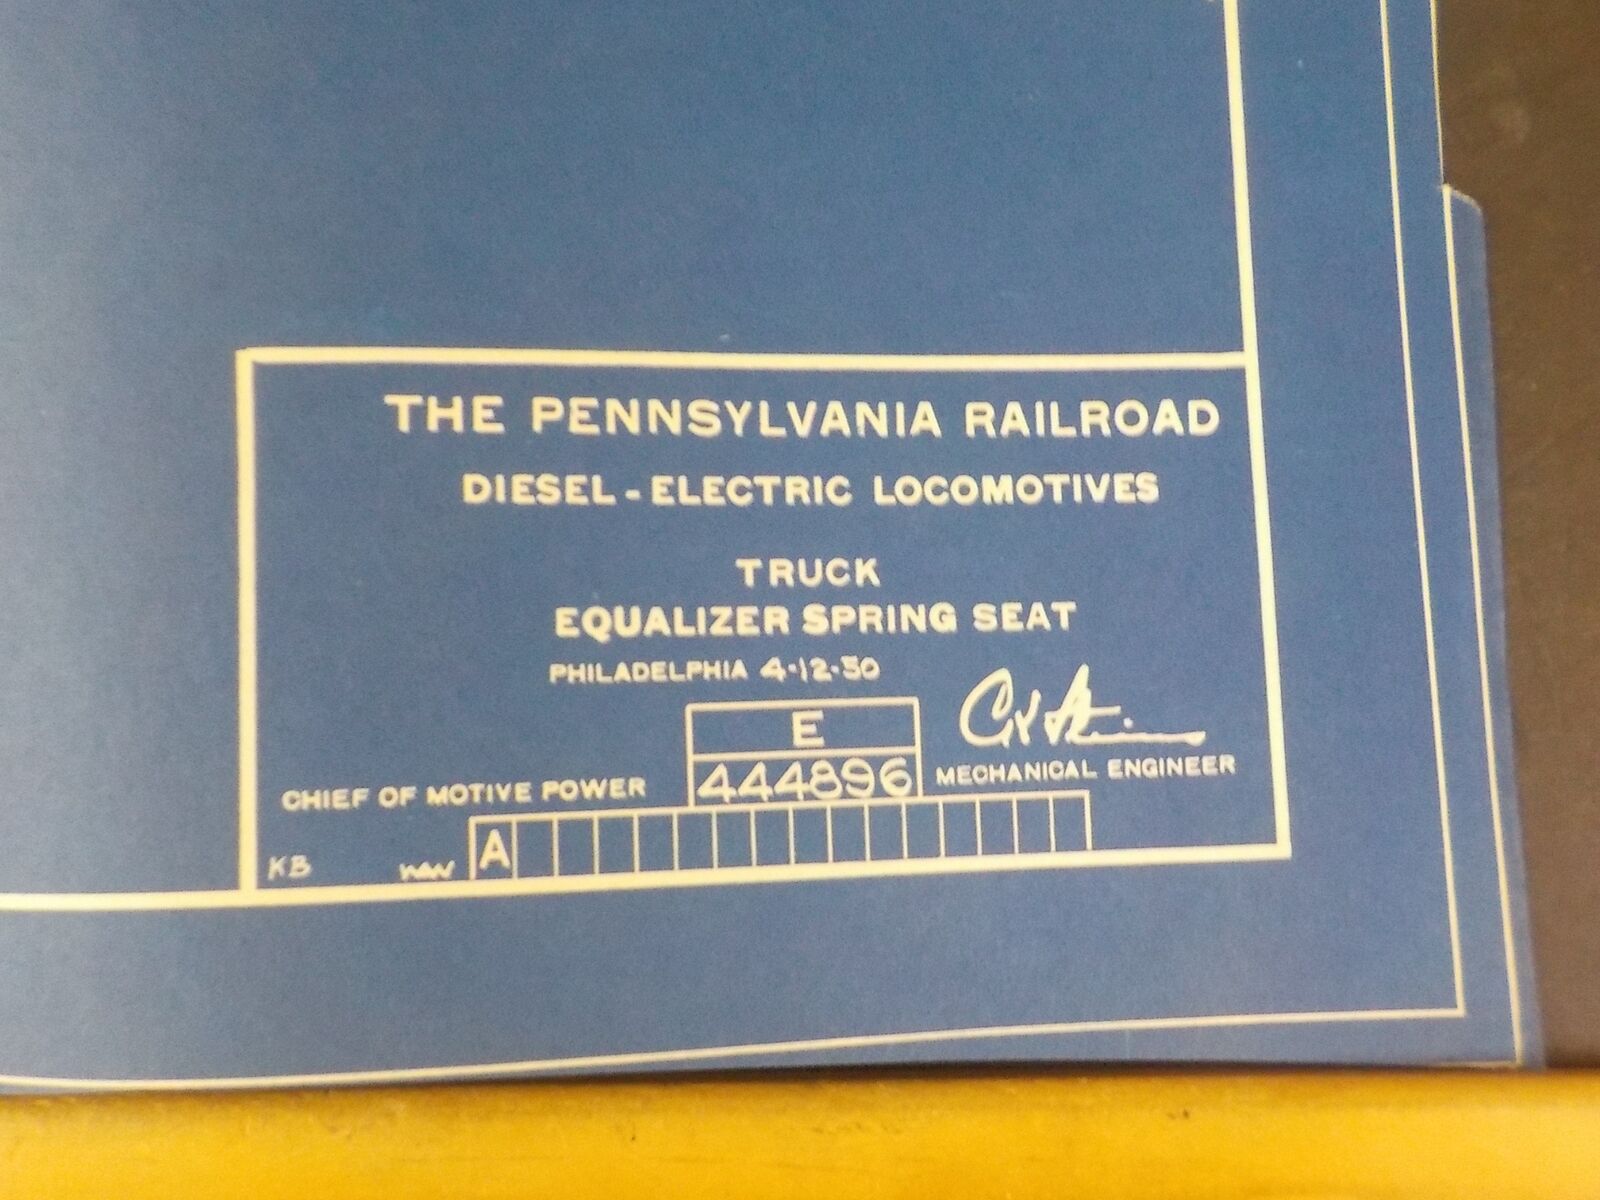 THE PENNSYLVANIA RAILROAD
DIESEL-ELECTRIC LOCOMOTIVES
TRUCK
EQUALIZER SPRING SEAT
PHILADELPHIA 4-12-50
E
444896
CHIEF OF MOTIVE POWER
MECHANICAL ENGINEER
A
KB